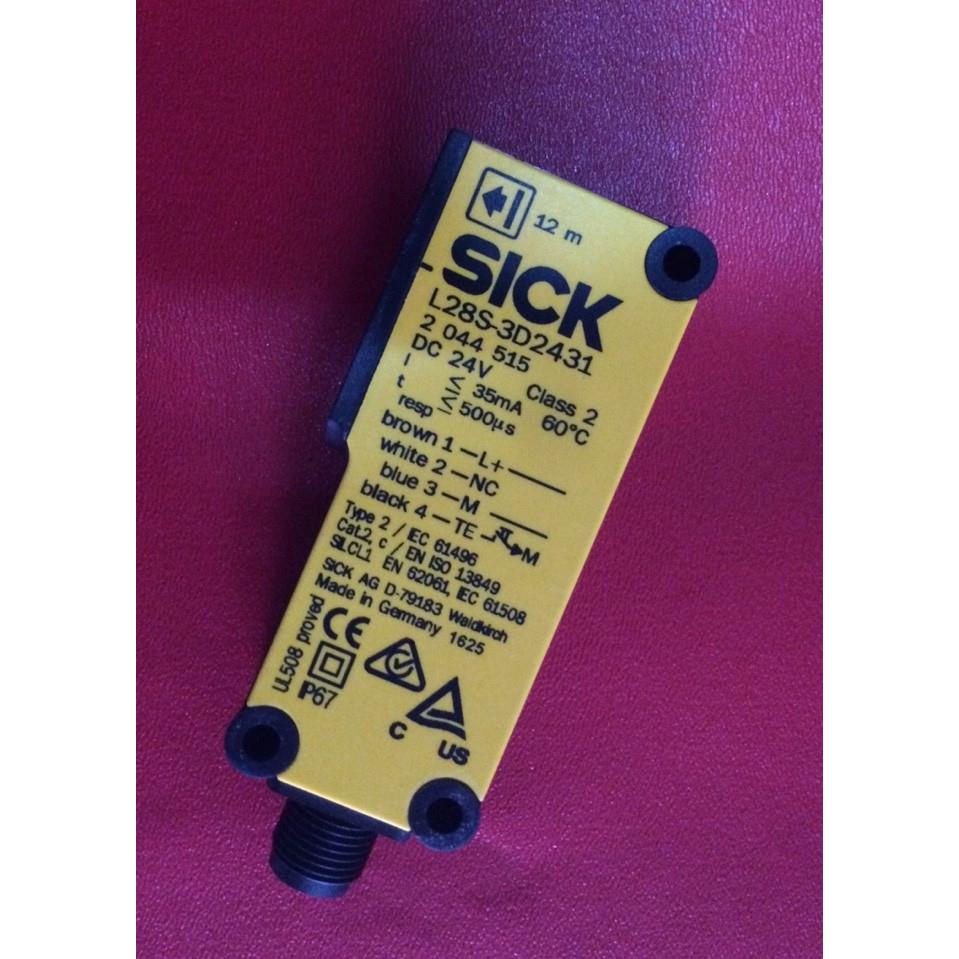 12 m
SICK
L28S-3D2431
2 044 515
DC 24V Class 2
I ≤ 35mA 60°C
t resp ≤ 500µs
brown 1 —L+
white 2 —NC
blue 3 —M
black 4 —TE M
Type 2 / IEC 61496
Cat.2, c / EN ISO 13849
SILCL1 EN 62061, IEC 61508
SICK AG D-79183 Waldkirch
Made in Germany 1625
UL508 proved
CE
IP67
C US